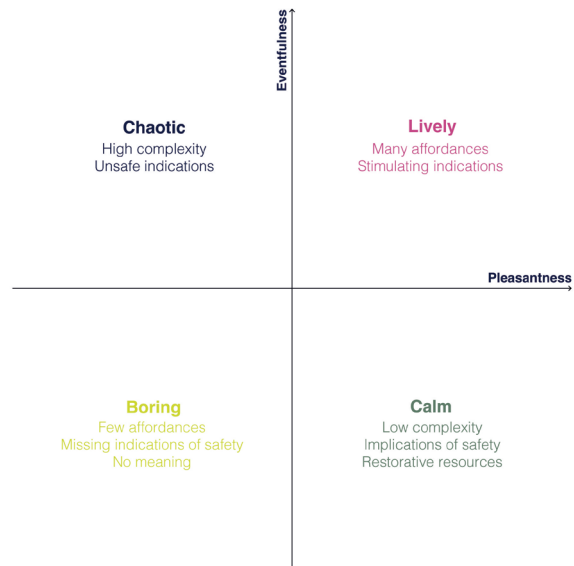 Eventfulness
Chaotic
High complexity
Unsafe indications
Lively
Many affordances
Stimulating indications
Pleasantness
Boring
Few affordances
Missing indications of safety
No meaning
Calm
Low complexity
Implications of safety
Restorative resources